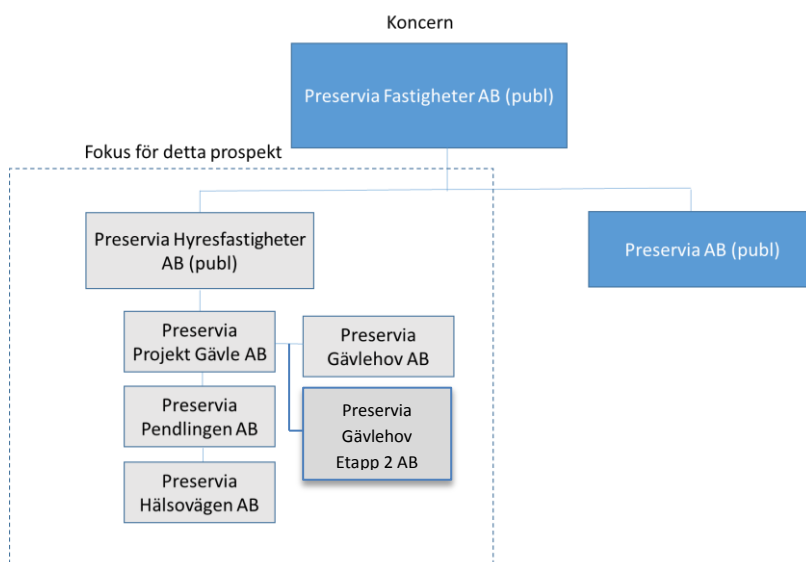 Koncern
Preservia Fastigheter AB (publ)
Fokus för detta prospekt
Preservia Hyresfastigheter
AB (publ)
Preservia AB (publ)
Preservia
Projekt Gävle AB
Preservia
Gävlehov AB
Preservia
Pendlingen AB
Preservia
Gävlehov
Etapp 2 AB
Preservia
Hälsovägen AB